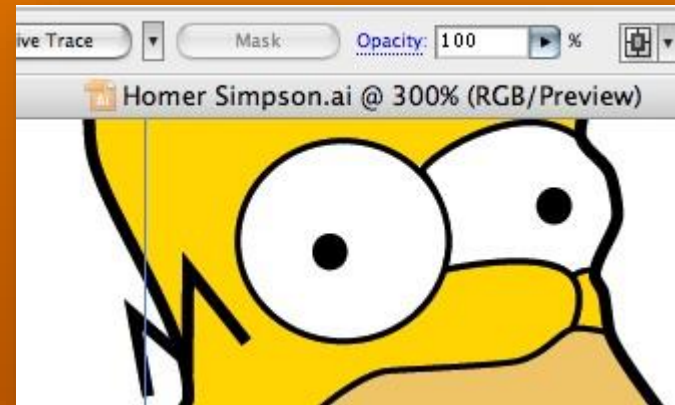 ive Trace Mask Opacity: 100 %
Homer Simpson.ai @ 300% (RGB/Preview)